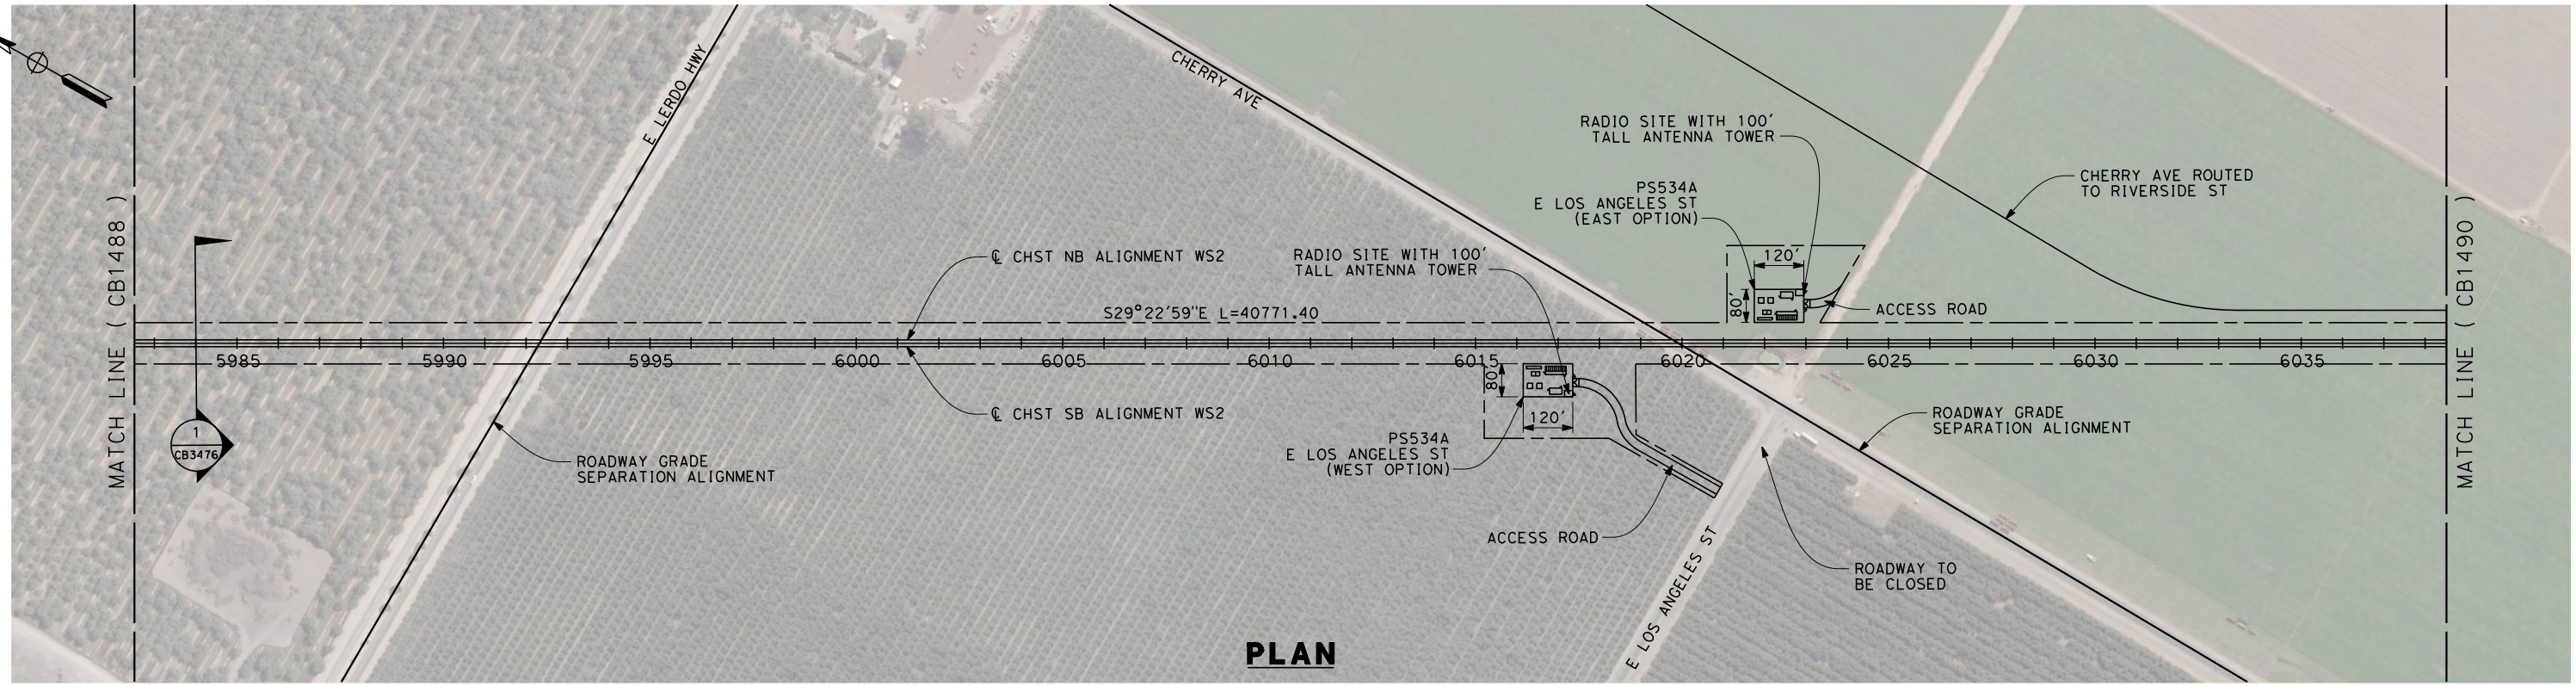 E LERDO HWY
CHERRY AVE
RADIO SITE WITH 100'
TALL ANTENNA TOWER
PS534A
E LOS ANGELES ST
(EAST OPTION)
120'
80'
CHERRY AVE ROUTED
TO RIVERSIDE ST
ACCESS ROAD
MATCH LINE ( CB1488 )
℄ CHST NB ALIGNMENT WS2
RADIO SITE WITH 100'
TALL ANTENNA TOWER
S29°22'59"E L=40771.40
5985
5990
5995
6000
6005
6010
6015
6020
6025
6030
6035
MATCH LINE ( CB1490 )
℄ CHST SB ALIGNMENT WS2
80'
120'
PS534A
E LOS ANGELES ST
(WEST OPTION)
1
CB3476
ROADWAY GRADE
SEPARATION ALIGNMENT
ROADWAY GRADE
SEPARATION ALIGNMENT
ACCESS ROAD
ROADWAY TO
BE CLOSED
E LOS ANGELES ST
PLAN